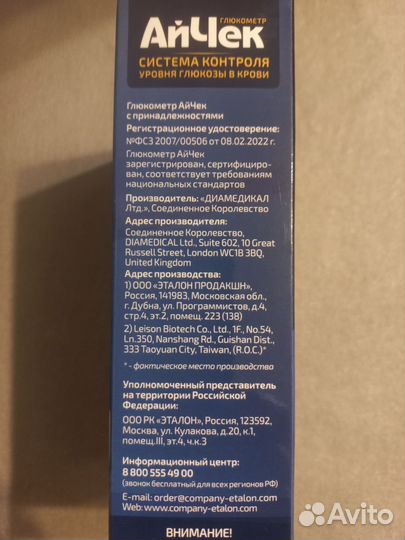 ГЛЮКОМЕТР
АйЧек
СИСТЕМА КОНТРОЛЯ
УРОВНЯ ГЛЮКОЗЫ В КРОВИ
Глюкометр АйЧек
с принадлежностями
Регистрационное удостоверение:
№ФСЗ 2007/00506 от 08.02.2022 г.
Глюкометр АйЧек
зарегистрирован, сертифициро-
ван, соответствует требованиям
национальных стандартов
Производитель: «ДИАМЕДИКАЛ
Лтд.», Соединенное Королевство
Адрес производителя:
Соединенное Королевство,
DIAMEDICAL Ltd., Suite 602, 10 Great
Russell Street, London WC1B 3BQ,
United Kingdom
Адрес производства:
1) ООО «ЭТАЛОН ПРОДАКШН»,
Россия, 141983, Московская обл.,
г. Дубна, ул. Программистов, д.4,
стр.4, эт.2, помещ. 223 (138)
2) Leison Biotech Co., Ltd., 1F., No.54,
Ln.350, Nanshang Rd., Guishan Dist.,
333 Taoyuan City, Taiwan, (R.O.C.)*
* - фактическое место производства
Уполномоченный представитель
на территории Российской
Федерации:
ООО РК «ЭТАЛОН», Россия, 123592,
Москва, ул. Кулакова, д.20, к.1,
помещ.III, эт.4, ч.к.3
Информационный центр:
8 800 555 49 00
(звонок бесплатный для всех регионов РФ)
E-mail: order@company-etalon.com
Web: www.company-etalon.com
ВНИМАНИЕ!
Avito